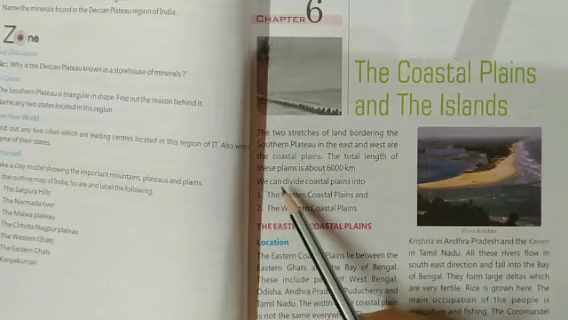 Name the minerals found in the Deccan Plateau region of India.
Zone
Discussion
Why is the Deccan Plateau known as a storehouse of minerals?
Quest
The Southern Plateau is triangular in shape. Find out the reason behind it.
any two states located in this region
Your World
out any two cities which are leading centres located in this region of IT. Also
name of their states.
a clay model showing the important mountains, plateaus and plains.
the outline map of India, locate and label the following.
The Satpura Hills
The Narmada river
The Malwa plateau
The Chhota Nagpur plateau
The Western Ghats
The Eastern Ghats
Kanyakumari
CHAPTER 6
The Coastal Plains
and The Islands
The two stretches of land bordering the
Southern Plateau in the east and west are
the coastal plains. The total length of
these plains is about 6000 km.
We can divide coastal plains into
1. The Eastern Coastal Plains and
2. The Western Coastal Plains
THE EASTERN COASTAL PLAINS
Location
The Eastern Coastal Plains lie between the
Eastern Ghats and the Bay of Bengal.
These include parts of West Bengal,
Odisha, Andhra Pradesh, Puducherry and
Tamil Nadu. The width of the coastal plain
is not the same everywhere
Krishna in Andhra Pradesh and the Kaveri
in Tamil Nadu. All these rivers flow in
south-east direction and fall into the Bay
of Bengal. They form large deltas which
are very fertile. Rice is grown here. The
main occupation of the people is
agriculture and fishing. The Coromandel